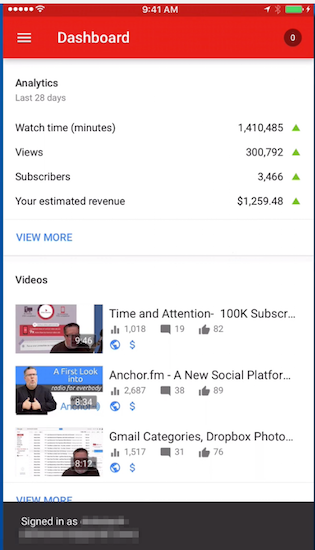 9:41 AM
Dashboard
0
Analytics
Last 28 days
Watch time (minutes) 1,410,485
Views 300,792
Subscribers 3,466
Your estimated revenue $1,259.48
VIEW MORE
Videos
9:46
Time and Attention- 100K Subscr...
1,018 19 82
$
A First Look
into
radio for everbody
Anchor
8:34
Anchor.fm - A New Social Platfor...
2,687 38 89
$
8:12
Gmail Categories, Dropbox Photo...
1,517 31 76
$
VIEW MORE
Signed in as